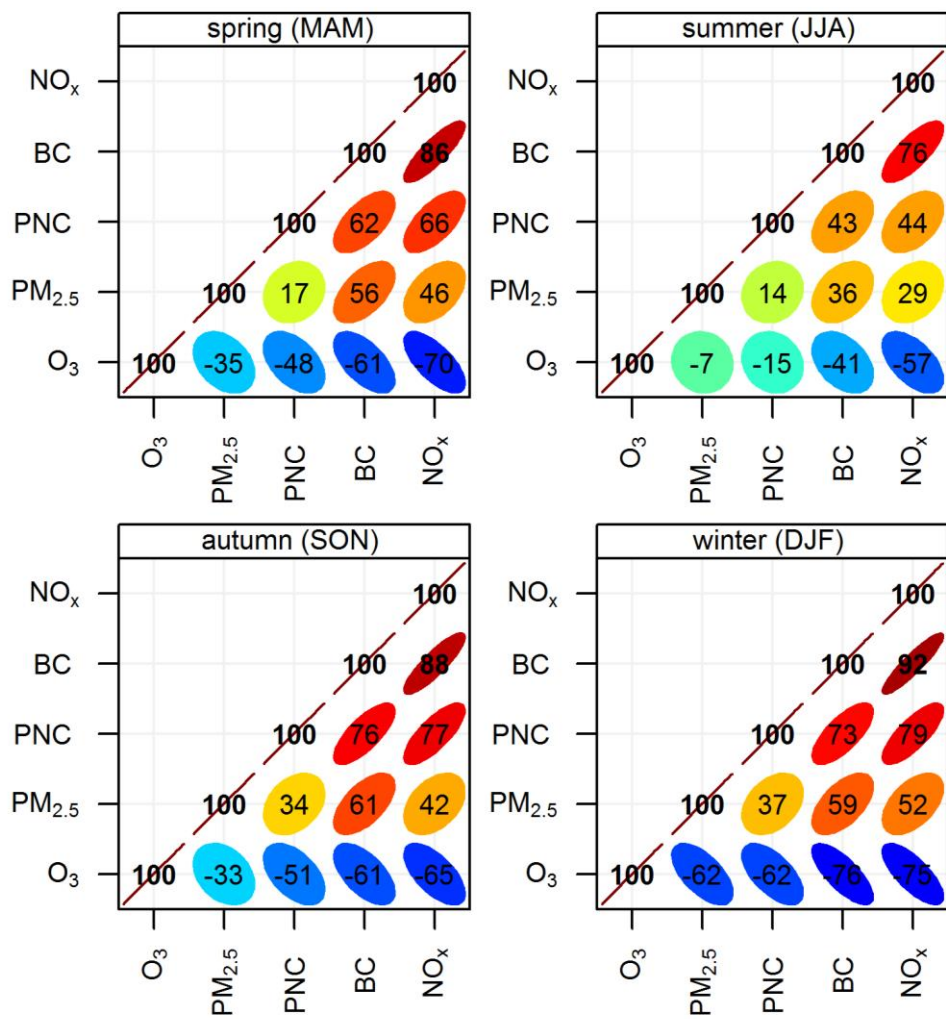 spring (MAM)
NOₓ 100
BC 100 86
PNC 100 62 66
PM₂.₅ 100 17 56 46
O₃ 100 -35 -48 -61 -70
O₃ PM₂.₅ PNC BC NOₓ
summer (JJA)
NOₓ 100
BC 100 76
PNC 100 43 44
PM₂.₅ 100 14 36 29
O₃ 100 -7 -15 -41 -57
O₃ PM₂.₅ PNC BC NOₓ
autumn (SON)
NOₓ 100
BC 100 88
PNC 100 76 77
PM₂.₅ 100 34 61 42
O₃ 100 -33 -51 -61 -65
O₃ PM₂.₅ PNC BC NOₓ
winter (DJF)
NOₓ 100
BC 100 92
PNC 100 73 79
PM₂.₅ 100 37 59 52
O₃ 100 -62 -62 -76 -75
O₃ PM₂.₅ PNC BC NOₓ